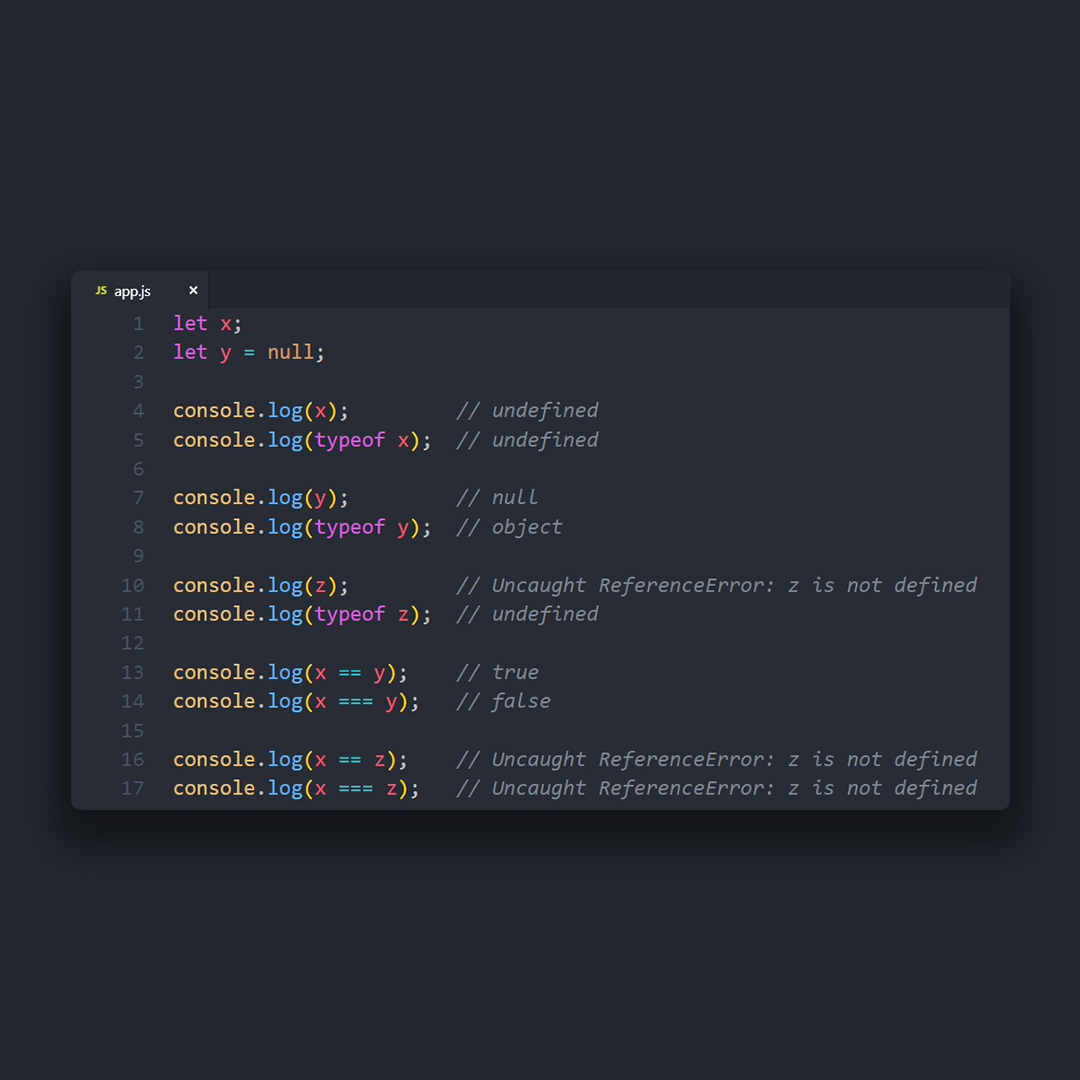 JS app.js ×
1 let x;
2 let y = null;
3
4 console.log(x); // undefined
5 console.log(typeof x); // undefined
6
7 console.log(y); // null
8 console.log(typeof y); // object
9
10 console.log(z); // Uncaught ReferenceError: z is not defined
11 console.log(typeof z); // undefined
12
13 console.log(x == y); // true
14 console.log(x === y); // false
15
16 console.log(x == z); // Uncaught ReferenceError: z is not defined
17 console.log(x === z); // Uncaught ReferenceError: z is not defined